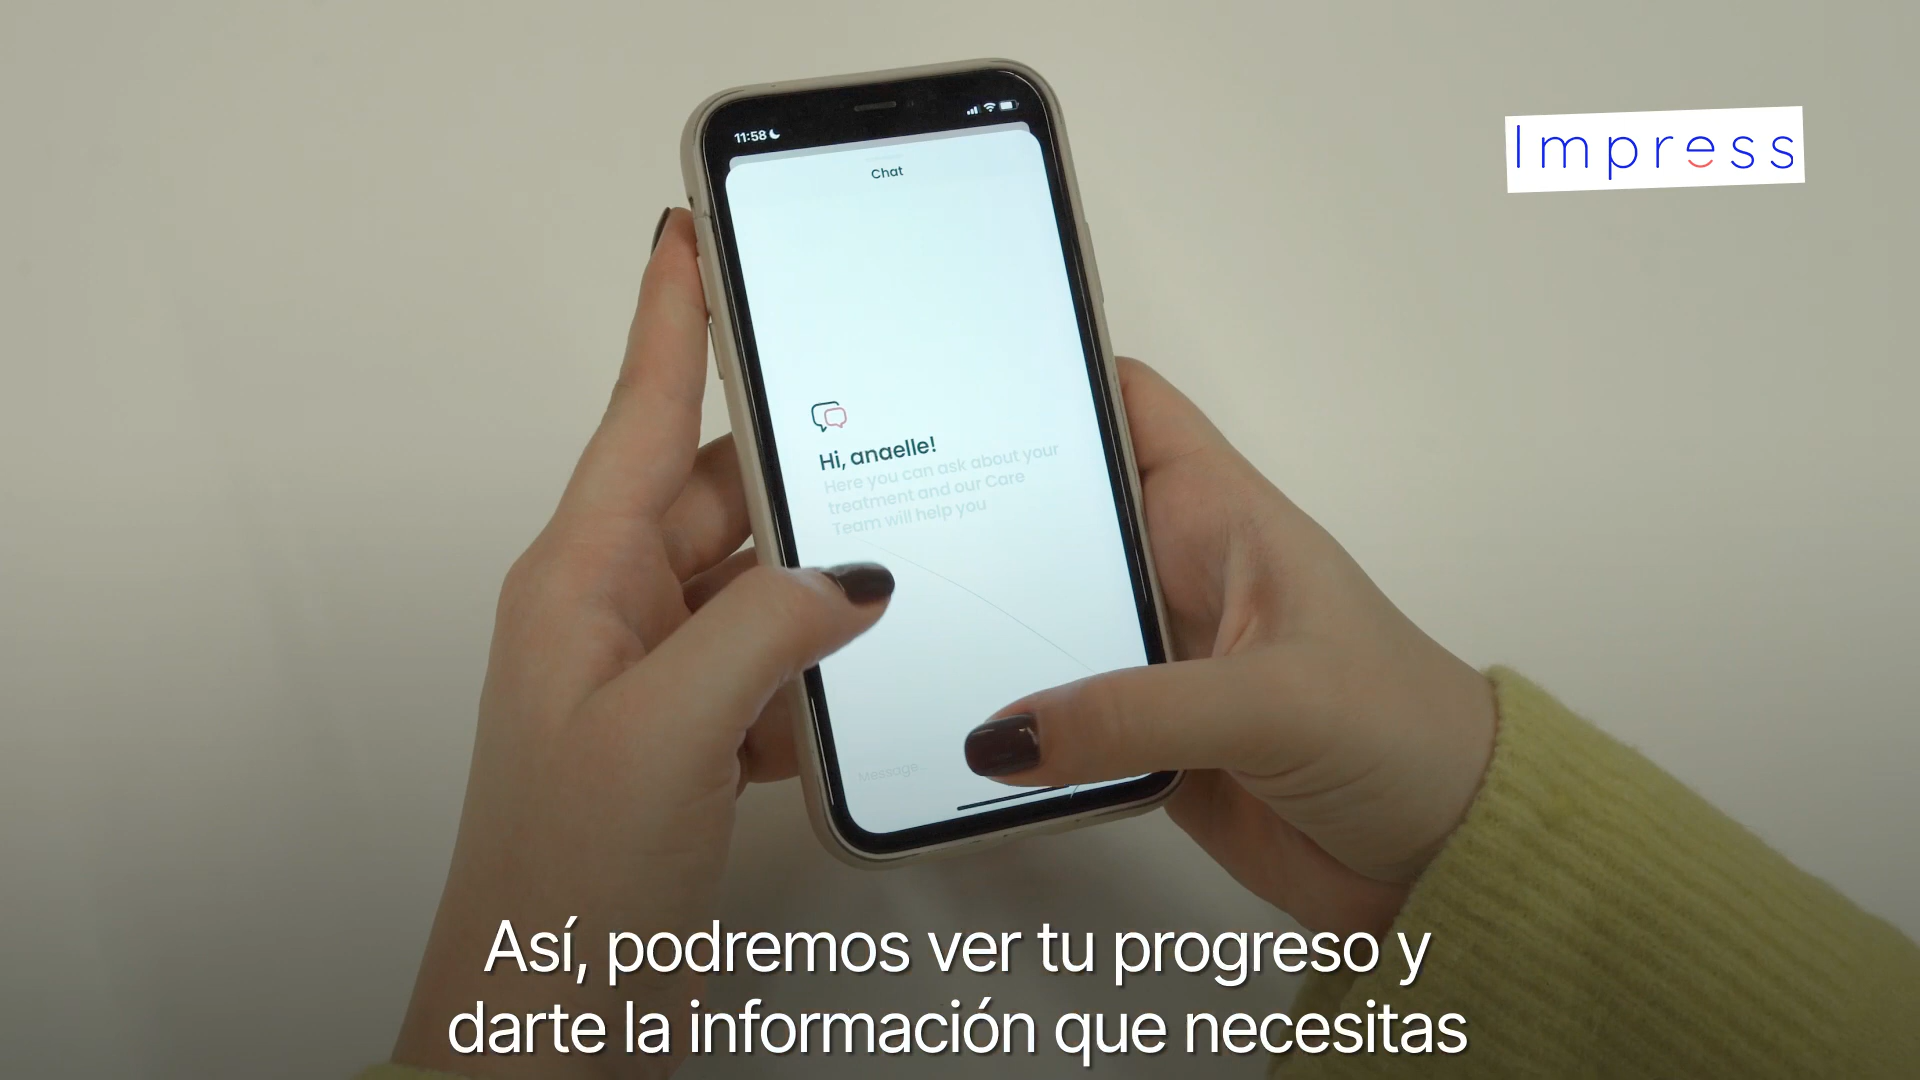 11:58
Chat
Impress
Hi, anaelle!
Here you can ask about your
treatment and our Care
Team will help you
Message...
Así, podremos ver tu progreso y
darte la información que necesitas